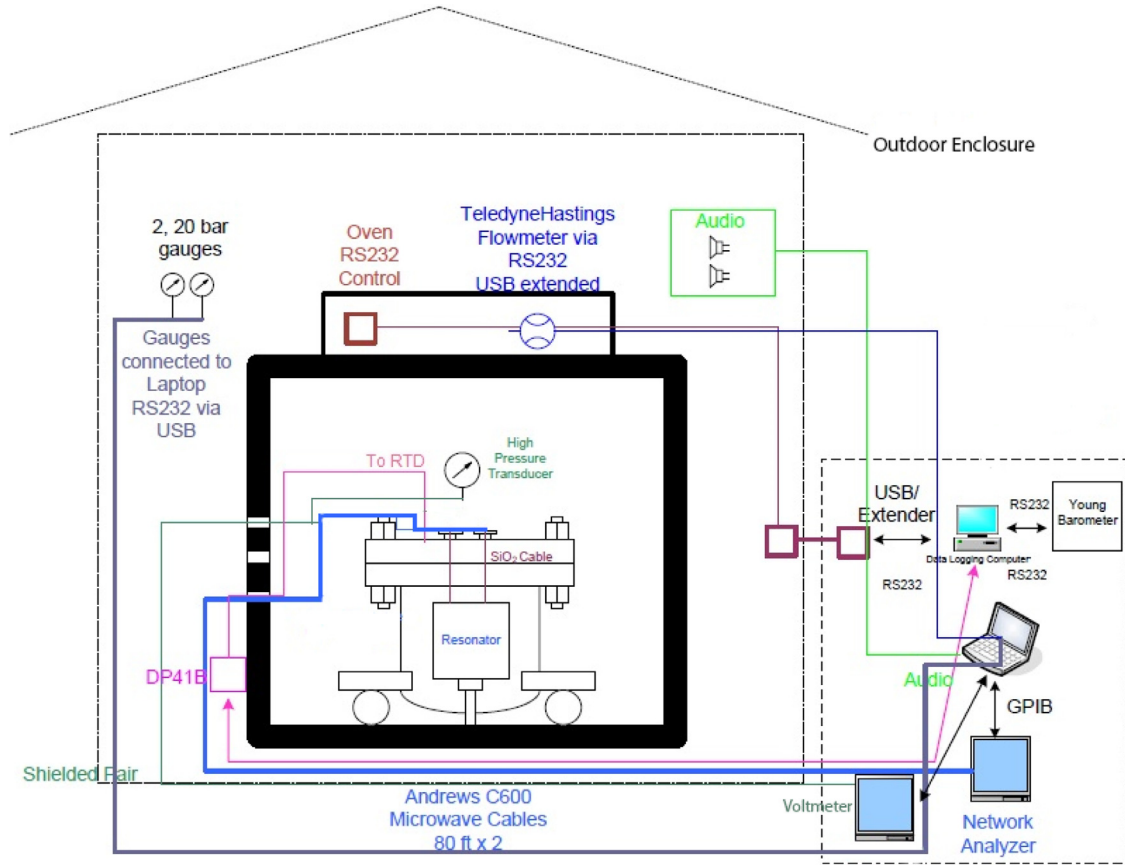 Outdoor Enclosure
2, 20 bar
gauges
Oven
RS232
Control
TeledyneHastings
Flowmeter via
RS232
USB extended
Audio
Gauges
connected to
Laptop
RS232 via
USB
To RTD
High
Pressure
Transducer
SiO2 Cable
Resonator
DP41B
Shielded Pair
Andrews C600
Microwave Cables
80 ft x 2
USB/
Extender
RS232
Data Logging Computer
RS232
RS232
Young
Barometer
Audio
GPIB
Voltmeter
Network
Analyzer